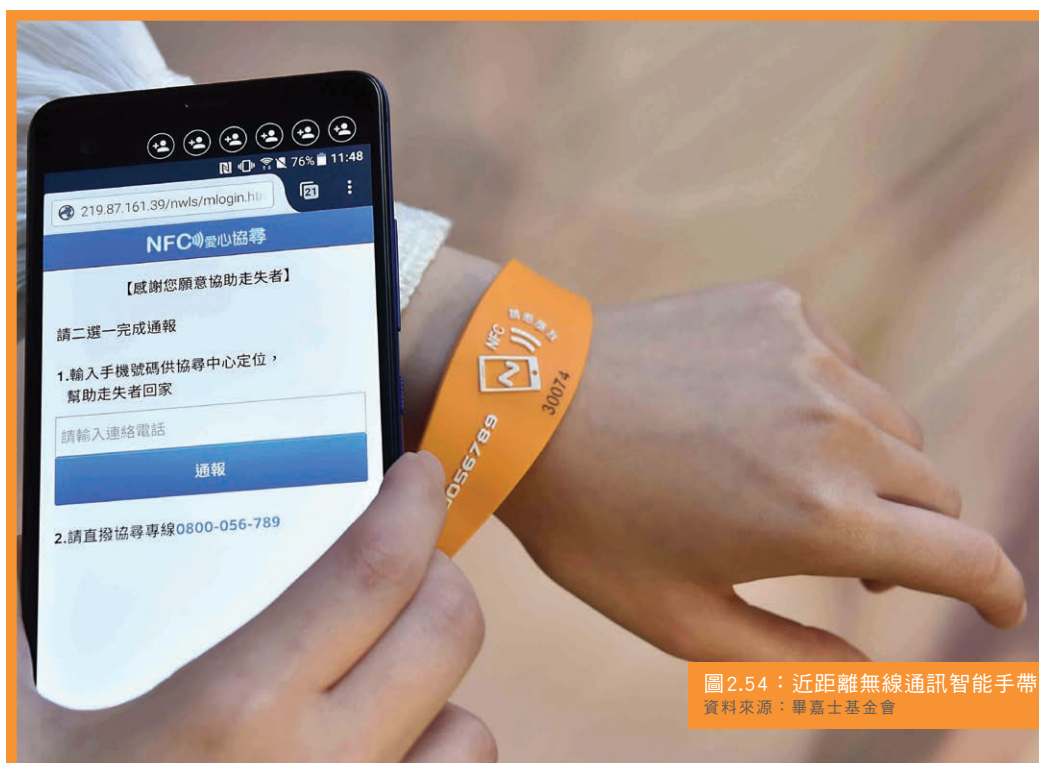 76% 11:48
219.87.161.39/nwls/mlogin.ht
21
NFC愛心協尋
【感謝您願意協助走失者】
請二選一完成通報
1.輸入手機號碼供協尋中心定位，
幫助走失者回家
請輸入連絡電話
通報
2.請直撥協尋專線0800-056-789
NFC
30074
056789
圖2.54：近距離無線通訊智能手帶
資料來源：畢嘉士基金會